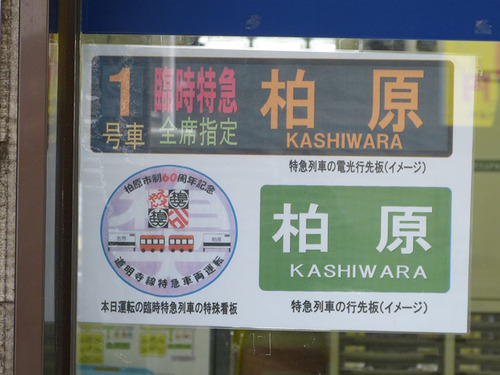 1
号車
臨時特急
全席指定
柏原
KASHIWARA
特急列車の電光行先板(イメージ)
柏原市制60周年記念
道明寺線特急車両運転
柏原
KASHIWARA
本日運転の臨時特急列車の特殊看板
特急列車の行先板(イメージ)